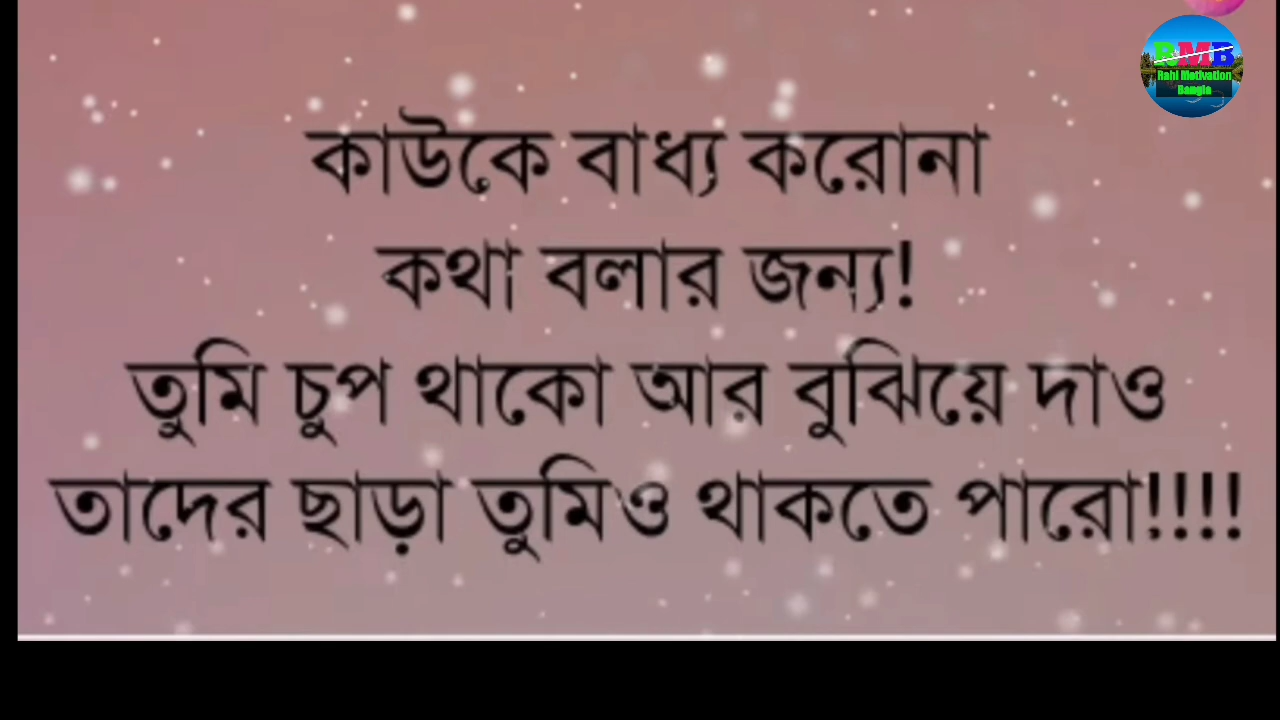 RMB
Rahi Motivation
Bangla
কাউকে বাধ্য করোনা
কথা বলার জন্য!
তুমি চুপ থাকো আর বুঝিয়ে দাও
তাদের ছাড়া তুমিও থাকতে পারো!!!!